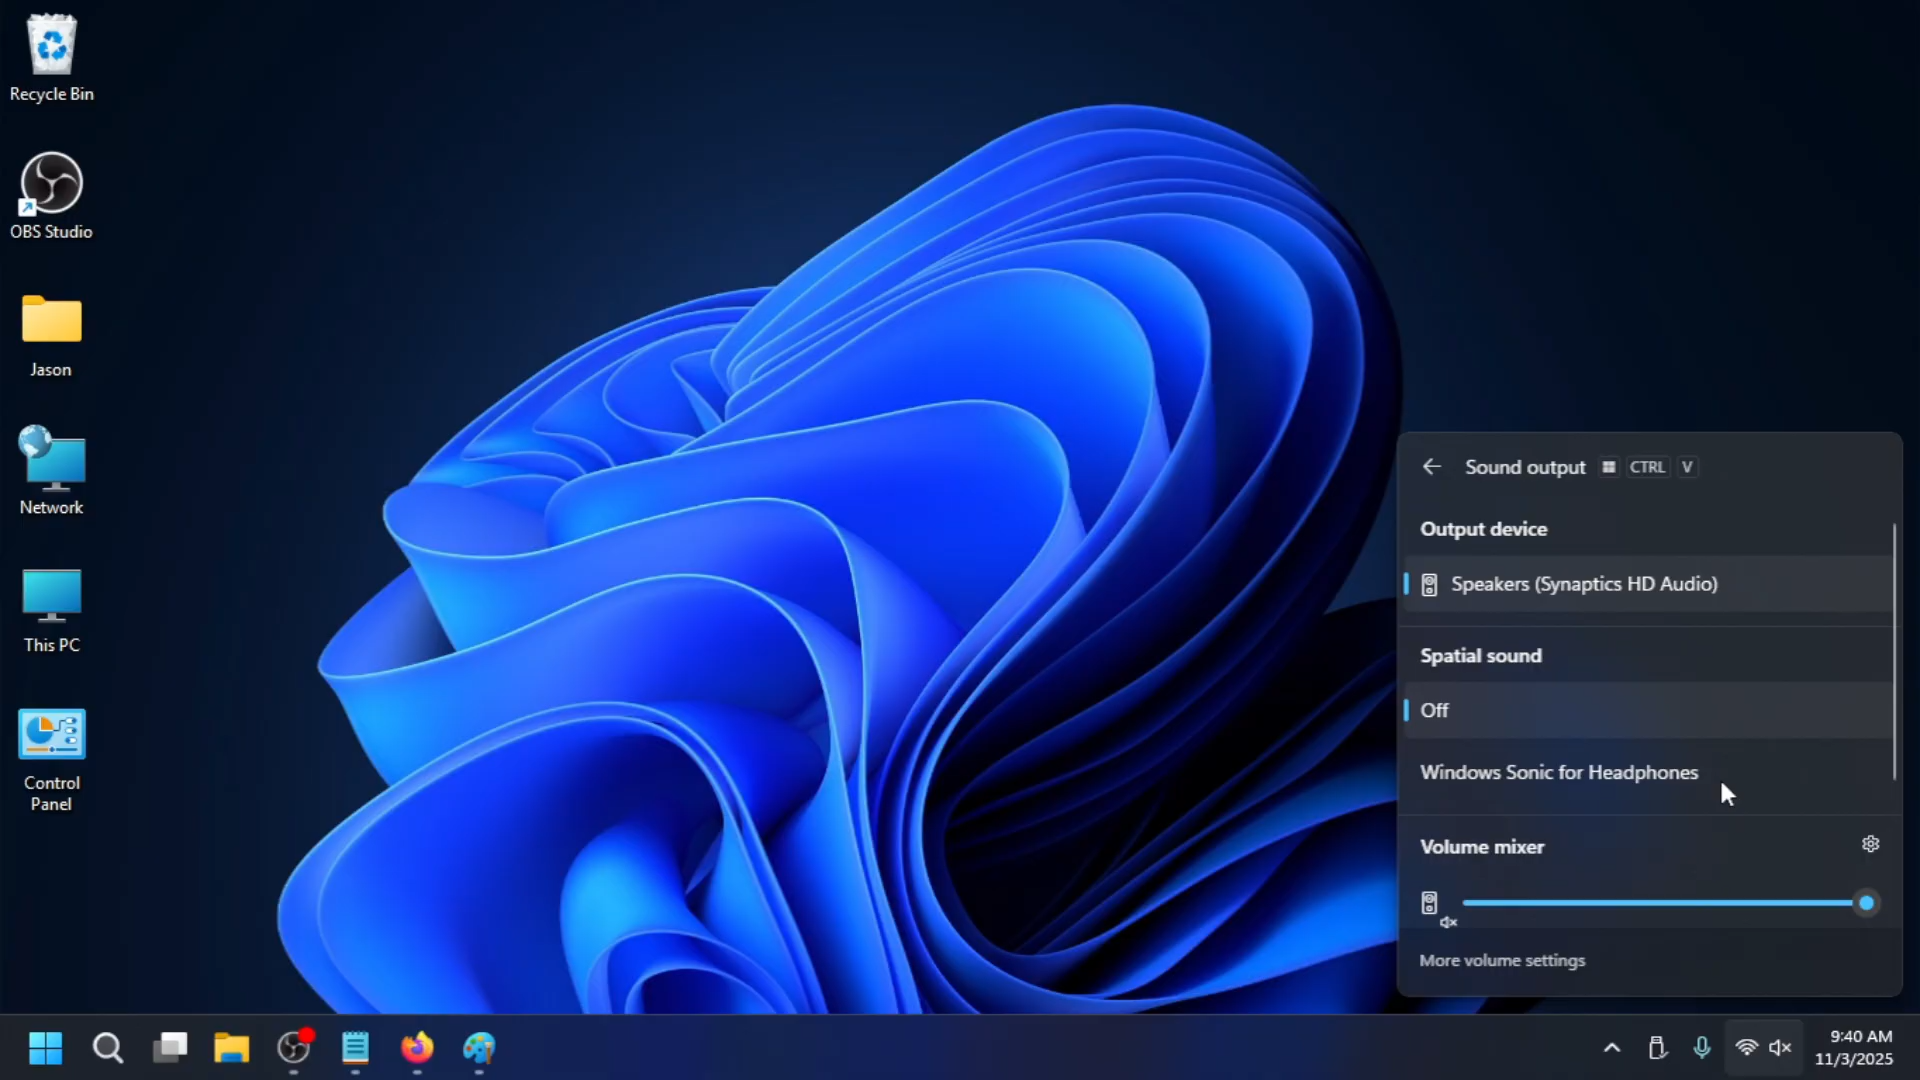 Recycle Bin
OBS Studio
Jason
Network
This PC
Control
Panel
Sound output CTRL V
Output device
Speakers (Synaptics HD Audio)
Spatial sound
Off
Windows Sonic for Headphones
Volume mixer
More volume settings
9:40 AM
11/3/2025